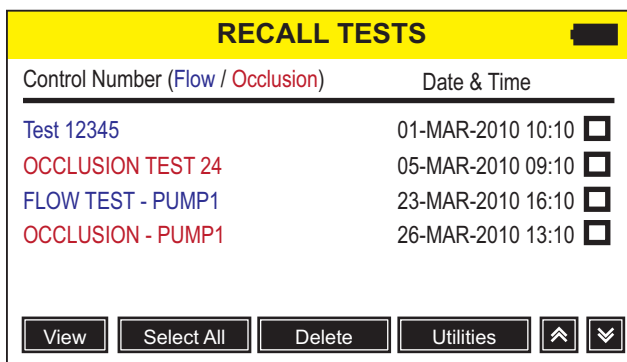 RECALL TESTS
Control Number (Flow / Occlusion) Date & Time
Test 12345 01-MAR-2010 10:10
OCCLUSION TEST 24 05-MAR-2010 09:10
FLOW TEST - PUMP1 23-MAR-2010 16:10
OCCLUSION - PUMP1 26-MAR-2010 13:10
View Select All Delete Utilities